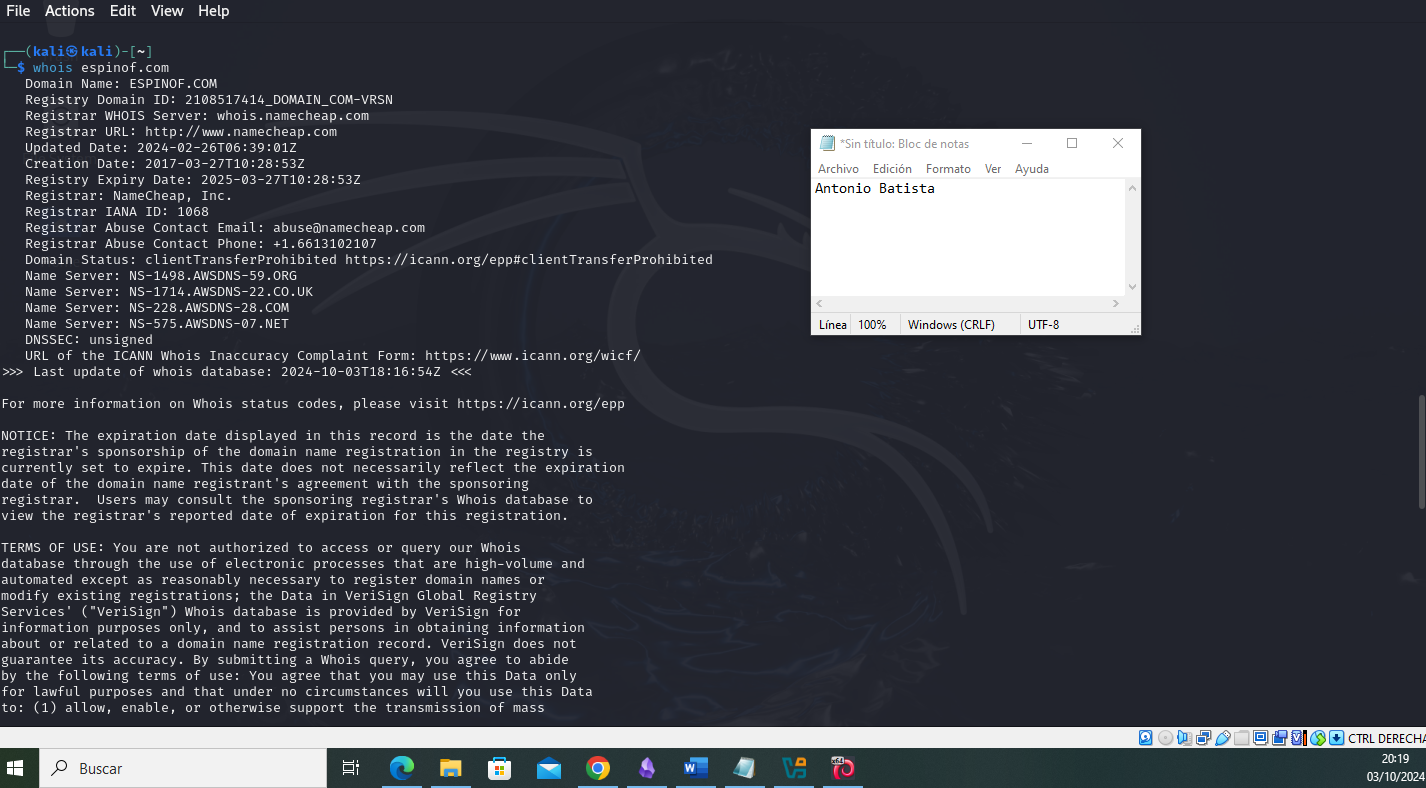 File Actions Edit View Help
┌──(kali㉿kali)-[~]
└─$ whois espinof.com
Domain Name: ESPINOF.COM
Registry Domain ID: 2108517414_DOMAIN_COM-VRSN
Registrar WHOIS Server: whois.namecheap.com
Registrar URL: http://www.namecheap.com
Updated Date: 2024-02-26T06:39:01Z
Creation Date: 2017-03-27T10:28:53Z
Registry Expiry Date: 2025-03-27T10:28:53Z
Registrar: NameCheap, Inc.
Registrar IANA ID: 1068
Registrar Abuse Contact Email: abuse@namecheap.com
Registrar Abuse Contact Phone: +1.6613102107
Domain Status: clientTransferProhibited https://icann.org/epp#clientTransferProhibited
Name Server: NS-1498.AWSDNS-59.ORG
Name Server: NS-1714.AWSDNS-22.CO.UK
Name Server: NS-228.AWSDNS-28.COM
Name Server: NS-575.AWSDNS-07.NET
DNSSEC: unsigned
URL of the ICANN Whois Inaccuracy Complaint Form: https://www.icann.org/wicf/
>>> Last update of whois database: 2024-10-03T18:16:54Z <<<
For more information on Whois status codes, please visit https://icann.org/epp
NOTICE: The expiration date displayed in this record is the date the
registrar's sponsorship of the domain name registration in the registry is
currently set to expire. This date does not necessarily reflect the expiration
date of the domain name registrant's agreement with the sponsoring
registrar.  Users may consult the sponsoring registrar's Whois database to
view the registrar's reported date of expiration for this registration.
TERMS OF USE: You are not authorized to access or query our Whois
database through the use of electronic processes that are high-volume and
automated except as reasonably necessary to register domain names or
modify existing registrations; the Data in VeriSign Global Registry
Services' ("VeriSign") Whois database is provided by VeriSign for
information purposes only, and to assist persons in obtaining information
about or related to a domain name registration record. VeriSign does not
guarantee its accuracy. By submitting a Whois query, you agree to abide
by the following terms of use: You agree that you may use this Data only
for lawful purposes and that under no circumstances will you use this Data
to: (1) allow, enable, or otherwise support the transmission of mass
*Sin título: Bloc de notas
Archivo Edición Formato Ver Ayuda
Antonio Batista
Línea 100% Windows (CRLF) UTF-8
CTRL DERECHA
Buscar
x64
20:19
03/10/2024